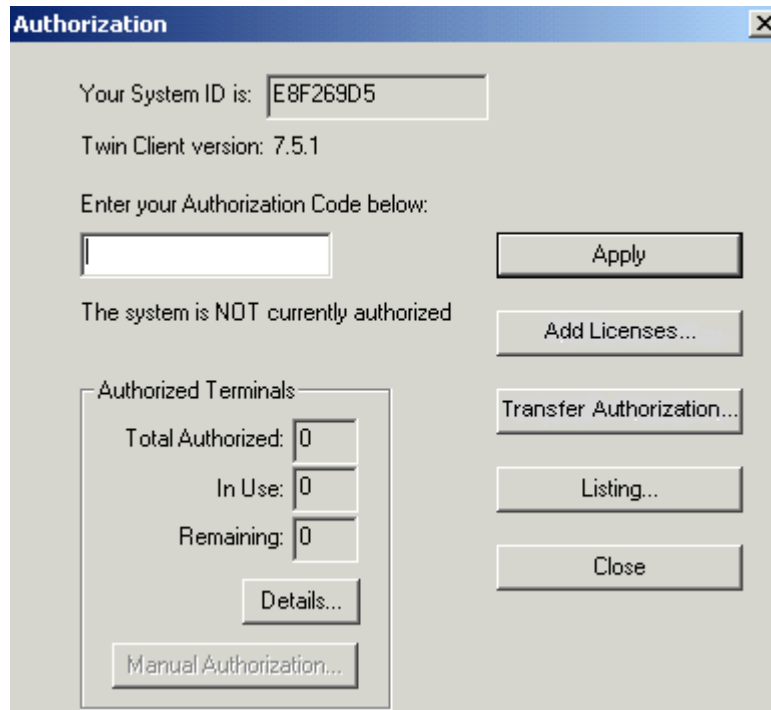 Authorization
Your System ID is: E8F269D5
Twin Client version: 7.5.1
Enter your Authorization Code below:
Apply
The system is NOT currently authorized
Add Licenses...
Authorized Terminals
Transfer Authorization...
Total Authorized: 0
In Use: 0
Listing...
Remaining: 0
Close
Details...
Manual Authorization...